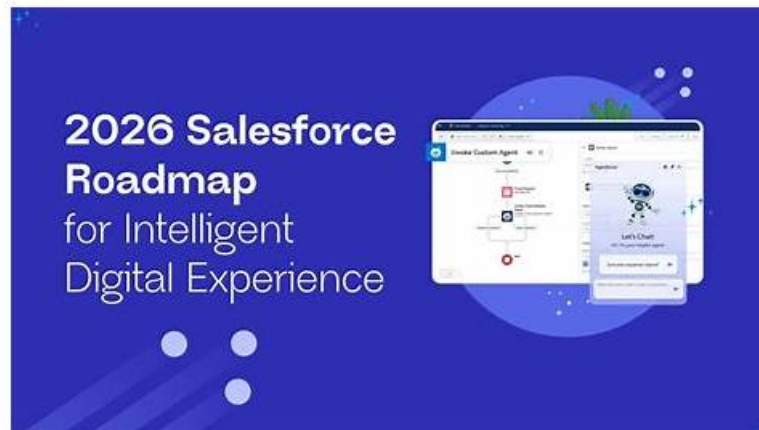 2026 Salesforce
Roadmap
for Intelligent
Digital Experience
Invoke Custom Agent
Let's Chat!